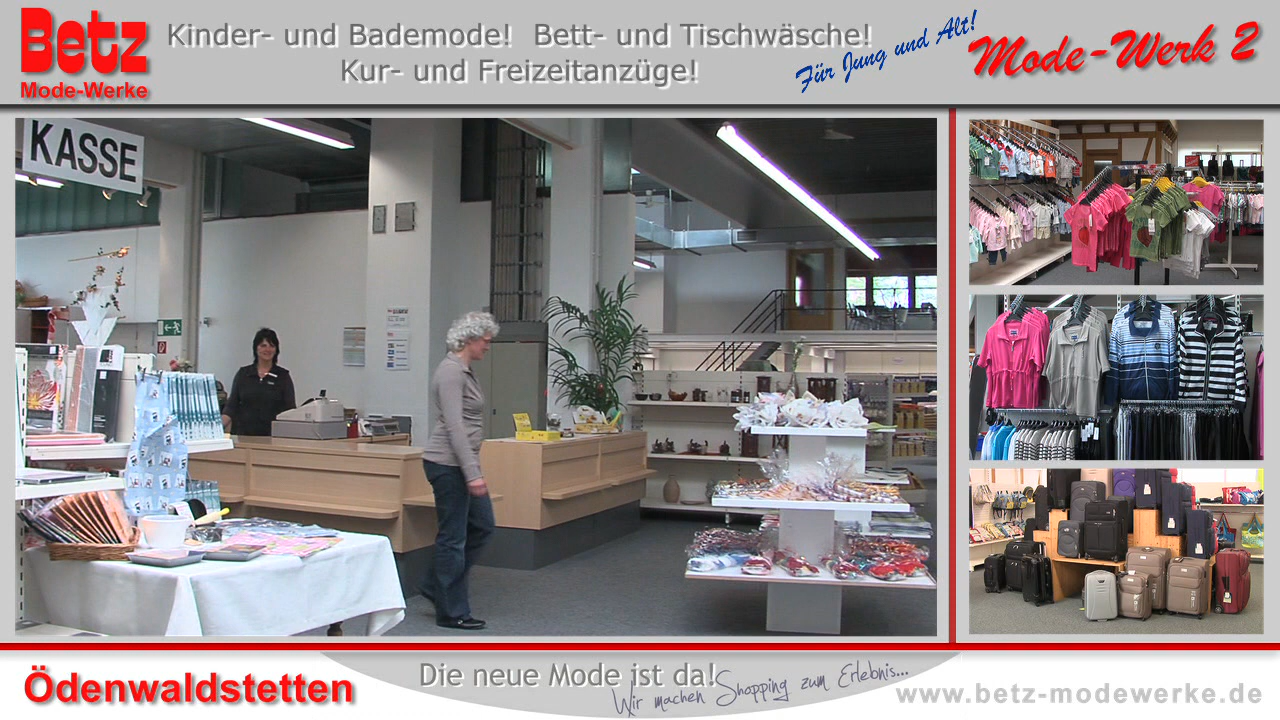 Betz
Mode-Werke
Kinder- und Bademode! Bett- und Tischwäsche!
Kur- und Freizeitanzüge!
Für Jung und Alt!
Mode-Werk 2
KASSE
Ödenwaldstetten
Die neue Mode ist da!
Wir machen Shopping zum Erlebnis...
www.betz-modewerke.de